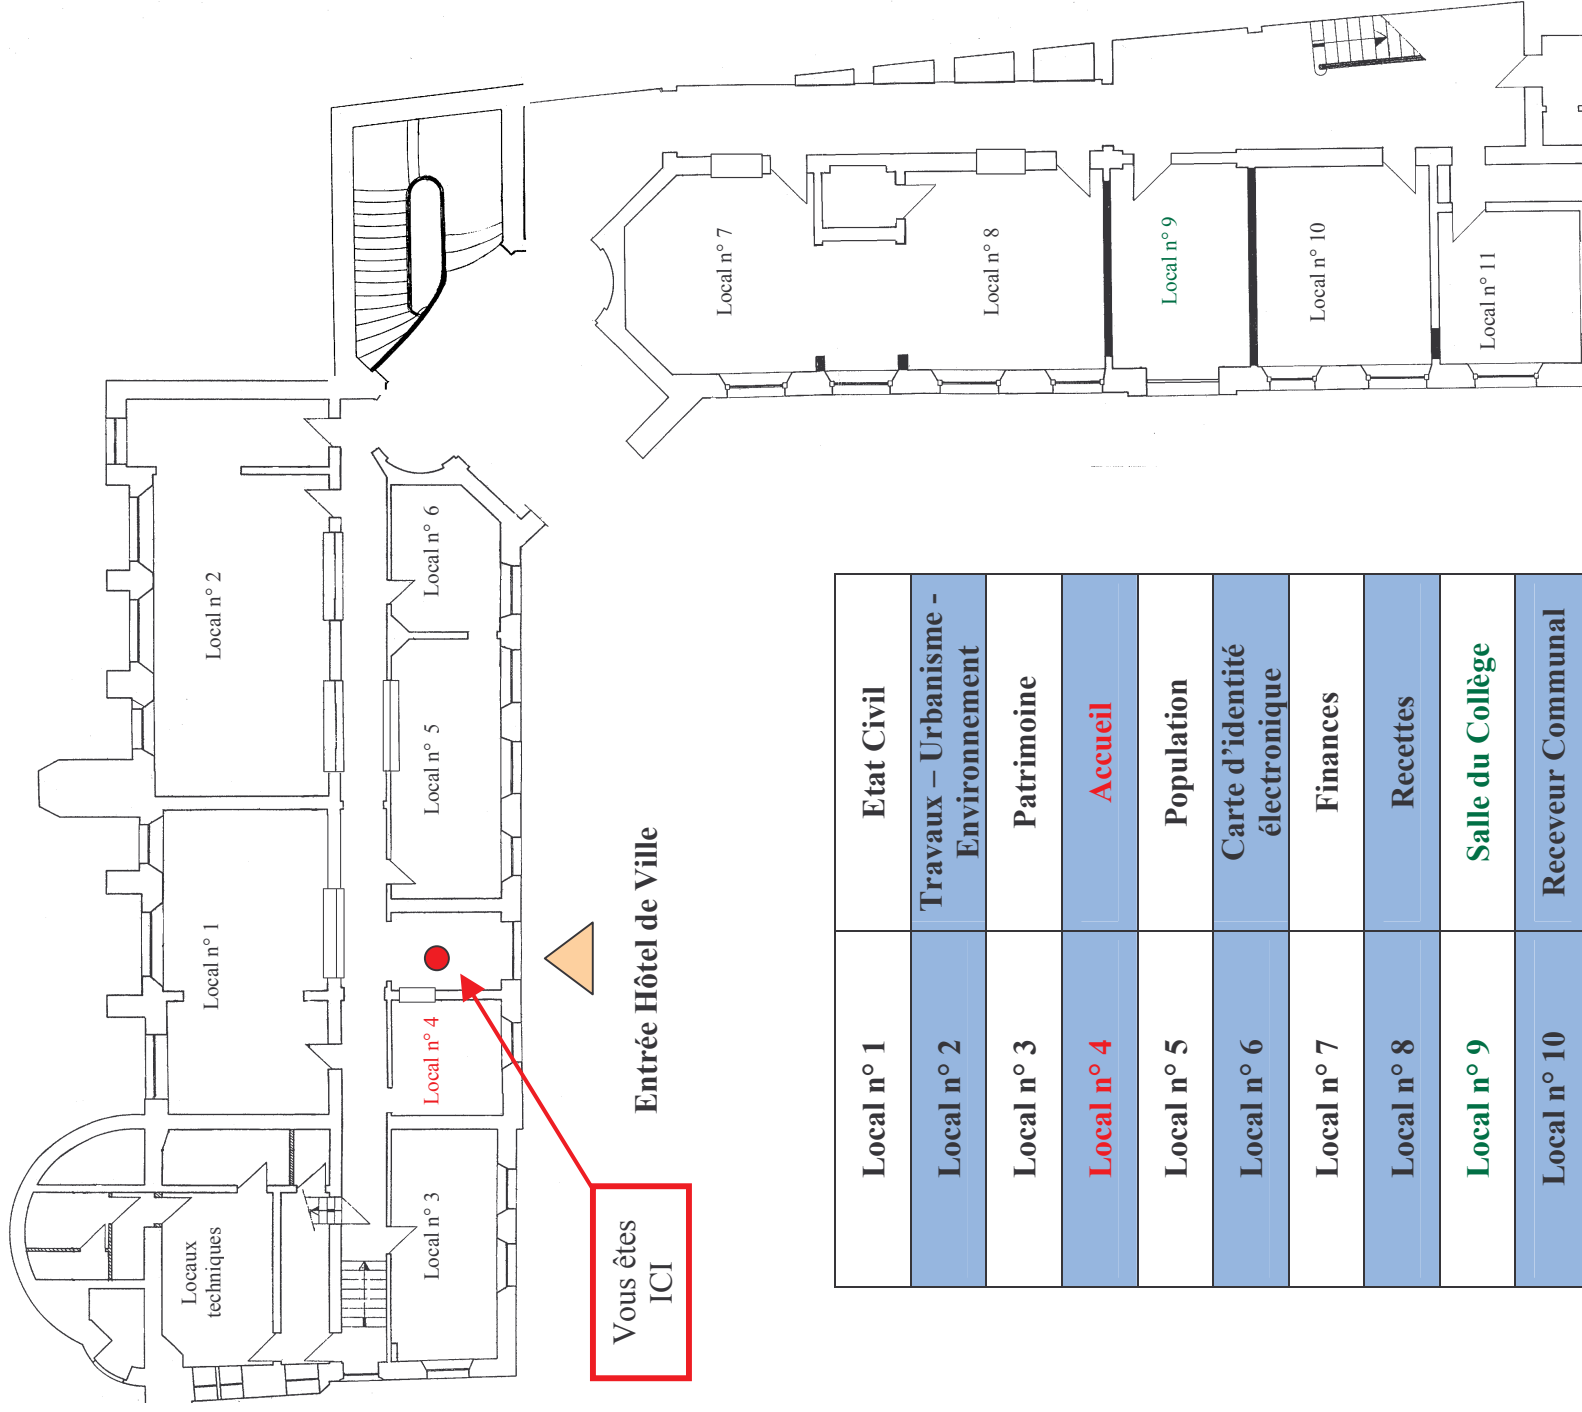 Locaux
techniques
Local n° 1
Local n° 2
Local n° 3
Local n° 4
Local n° 5
Local n° 6
Local n° 7
Local n° 8
Local n° 9
Local n° 10
Local n° 11
Vous êtes
ICI
Entrée Hôtel de Ville
Local n° 1 Etat Civil
Local n° 2 Travaux – Urbanisme -
Environnement
Local n° 3 Patrimoine
Local n° 4 Accueil
Local n° 5 Population
Local n° 6 Carte d'identité
électronique
Local n° 7 Finances
Local n° 8 Recettes
Local n° 9 Salle du Collège
Local n° 10 Receveur Communal